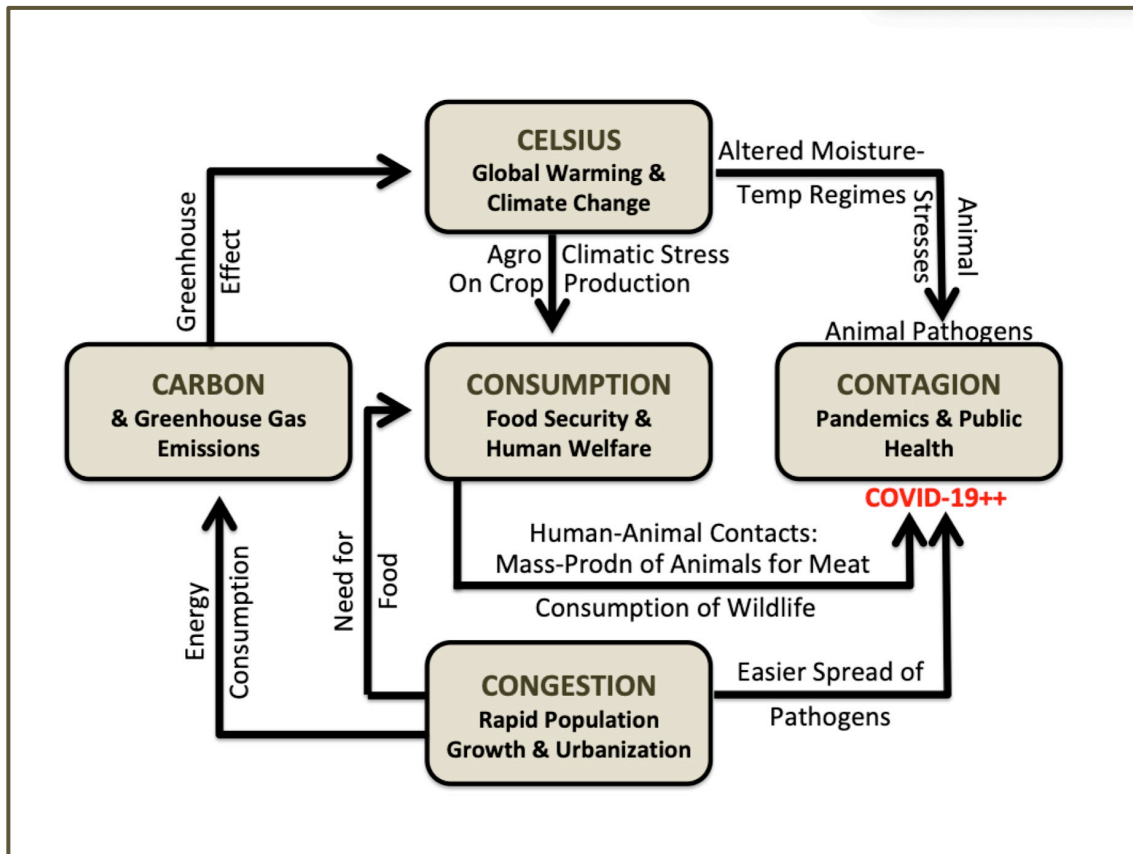 CELSIUS
Global Warming &
Climate Change
Altered Moisture-
Temp Regimes
Animal
Stresses
Greenhouse
Effect
Agro Climatic Stress
On Crop Production
Animal Pathogens
CARBON
& Greenhouse Gas
Emissions
CONSUMPTION
Food Security &
Human Welfare
CONTAGION
Pandemics & Public
Health
COVID-19++
Human-Animal Contacts:
Mass-Prodn of Animals for Meat
Consumption of Wildlife
Energy
Consumption
Need for
Food
CONGESTION
Rapid Population
Growth & Urbanization
Easier Spread of
Pathogens